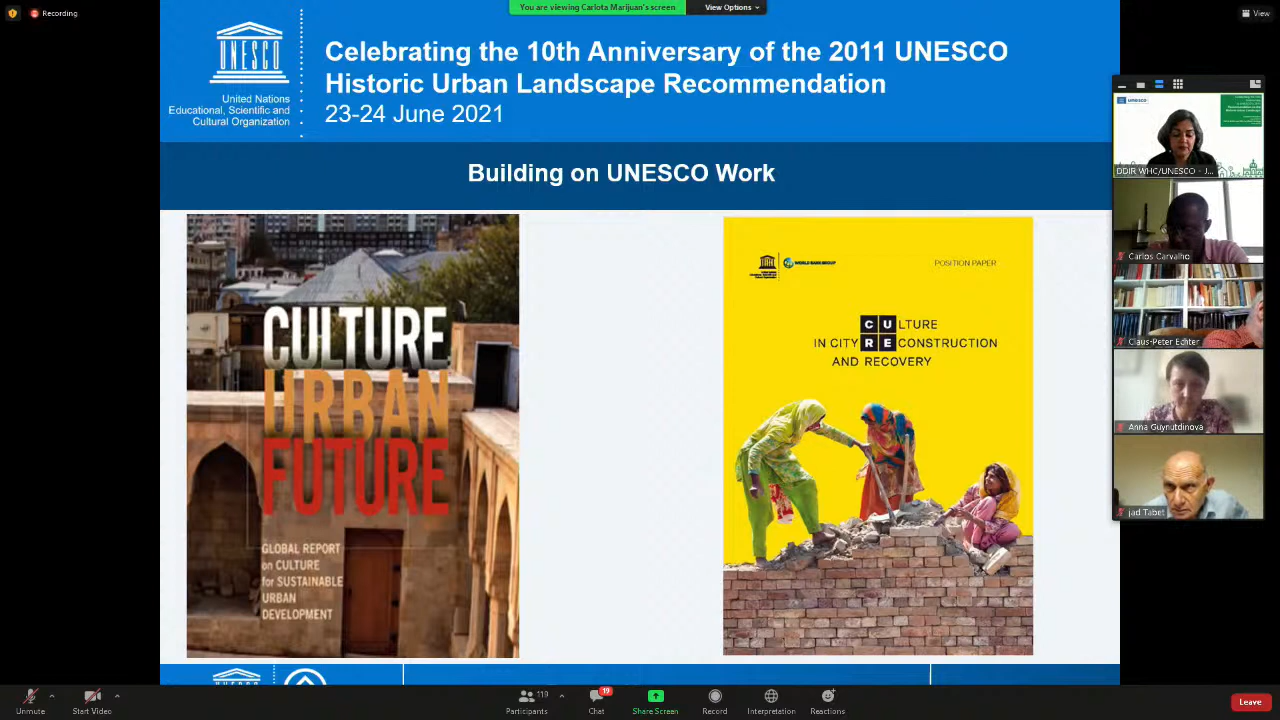 Recording
You are viewing Carlota Marijuan's screen
View Options
View
UNESCO
United Nations
Educational, Scientific and
Cultural Organization
Celebrating the 10th Anniversary of the 2011 UNESCO
Historic Urban Landscape Recommendation
23-24 June 2021
Building on UNESCO Work
CULTURE
URBAN
FUTURE
GLOBAL REPORT
on CULTURE
for SUSTAINABLE
URBAN
DEVELOPMENT
WORLD BANK GROUP
POSITION PAPER
CULTURE
IN CITY RECONSTRUCTION
AND RECOVERY
unesco
DDIR WHC/UNESCO - J...
Carlos Carvalho
Claus-Peter Echter
Anna Guynutdinova
jad Tabet
Unmute
Start Video
Participants
119
Chat
19
Share Screen
Record
Interpretation
Reactions
Leave